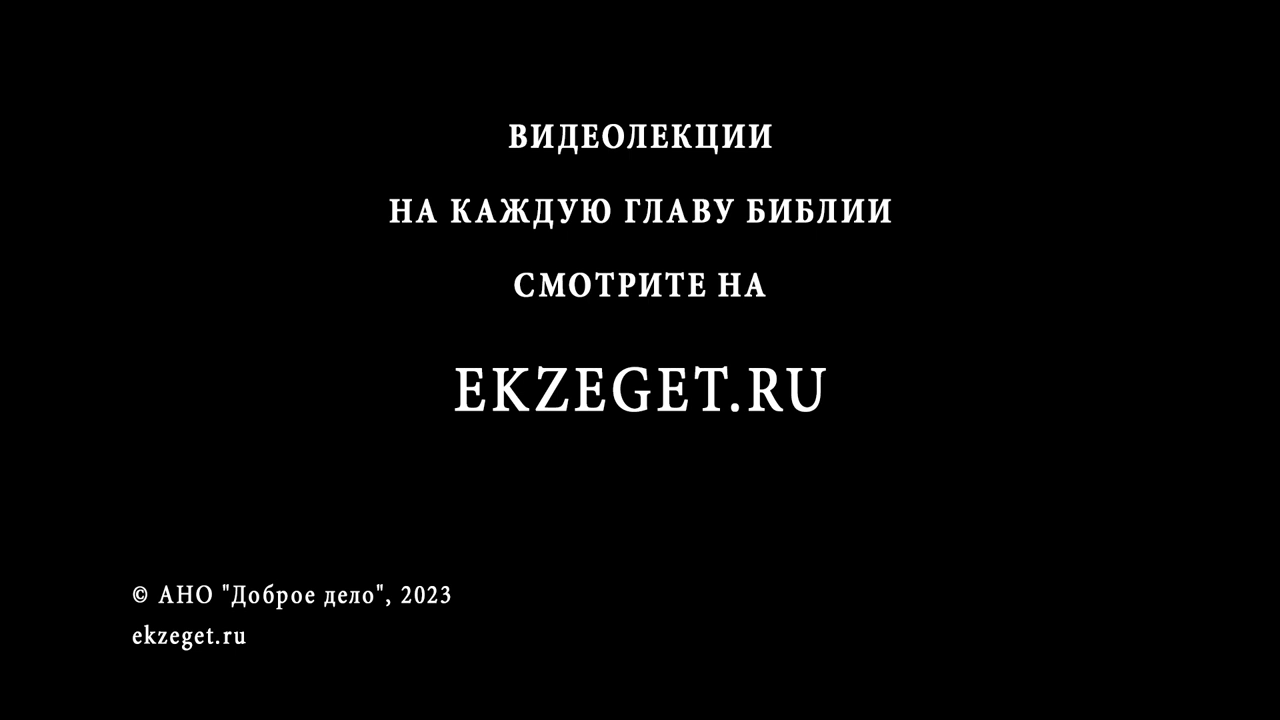 ВИДЕОЛЕКЦИИ
НА КАЖДУЮ ГЛАВУ БИБЛИИ
СМОТРИТЕ НА
EKZEGET.RU
© АНО "Доброе дело", 2023
ekzeget.ru